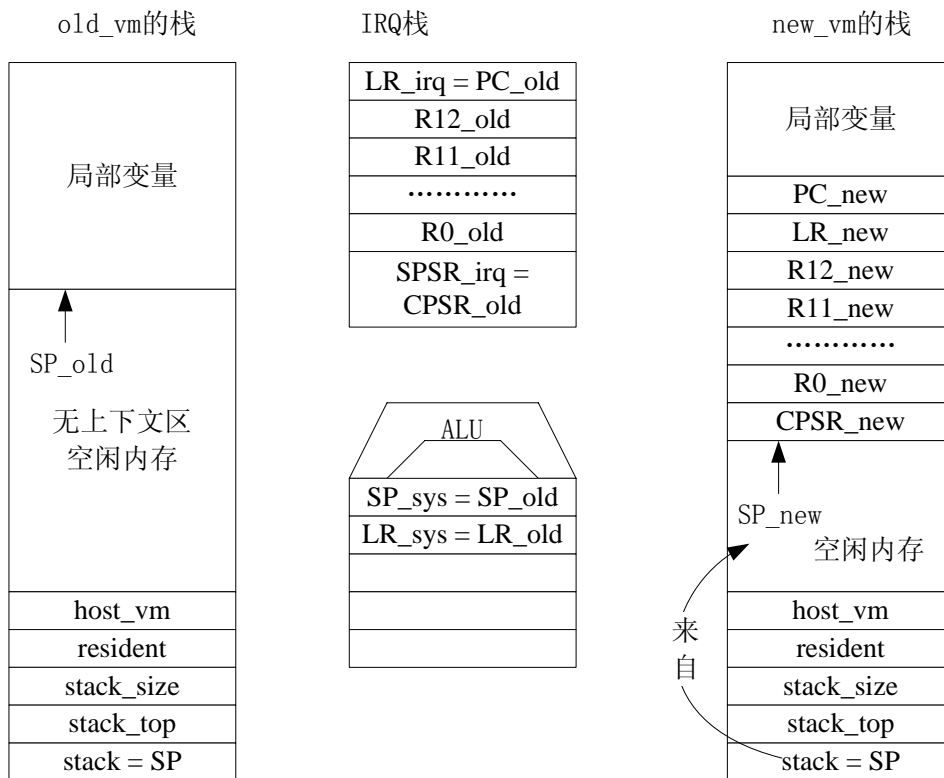 old_vm的栈
局部变量
SP_old
无上下文区
空闲内存
host_vm
resident
stack_size
stack_top
stack = SP
IRQ栈
LR_irq = PC_old
R12_old
R11_old
…………
R0_old
SPSR_irq =
CPSR_old
ALU
SP_sys = SP_old
LR_sys = LR_old
new_vm的栈
局部变量
PC_new
LR_new
R12_new
R11_new
…………
R0_new
CPSR_new
SP_new
空闲内存
来
自
host_vm
resident
stack_size
stack_top
stack = SP